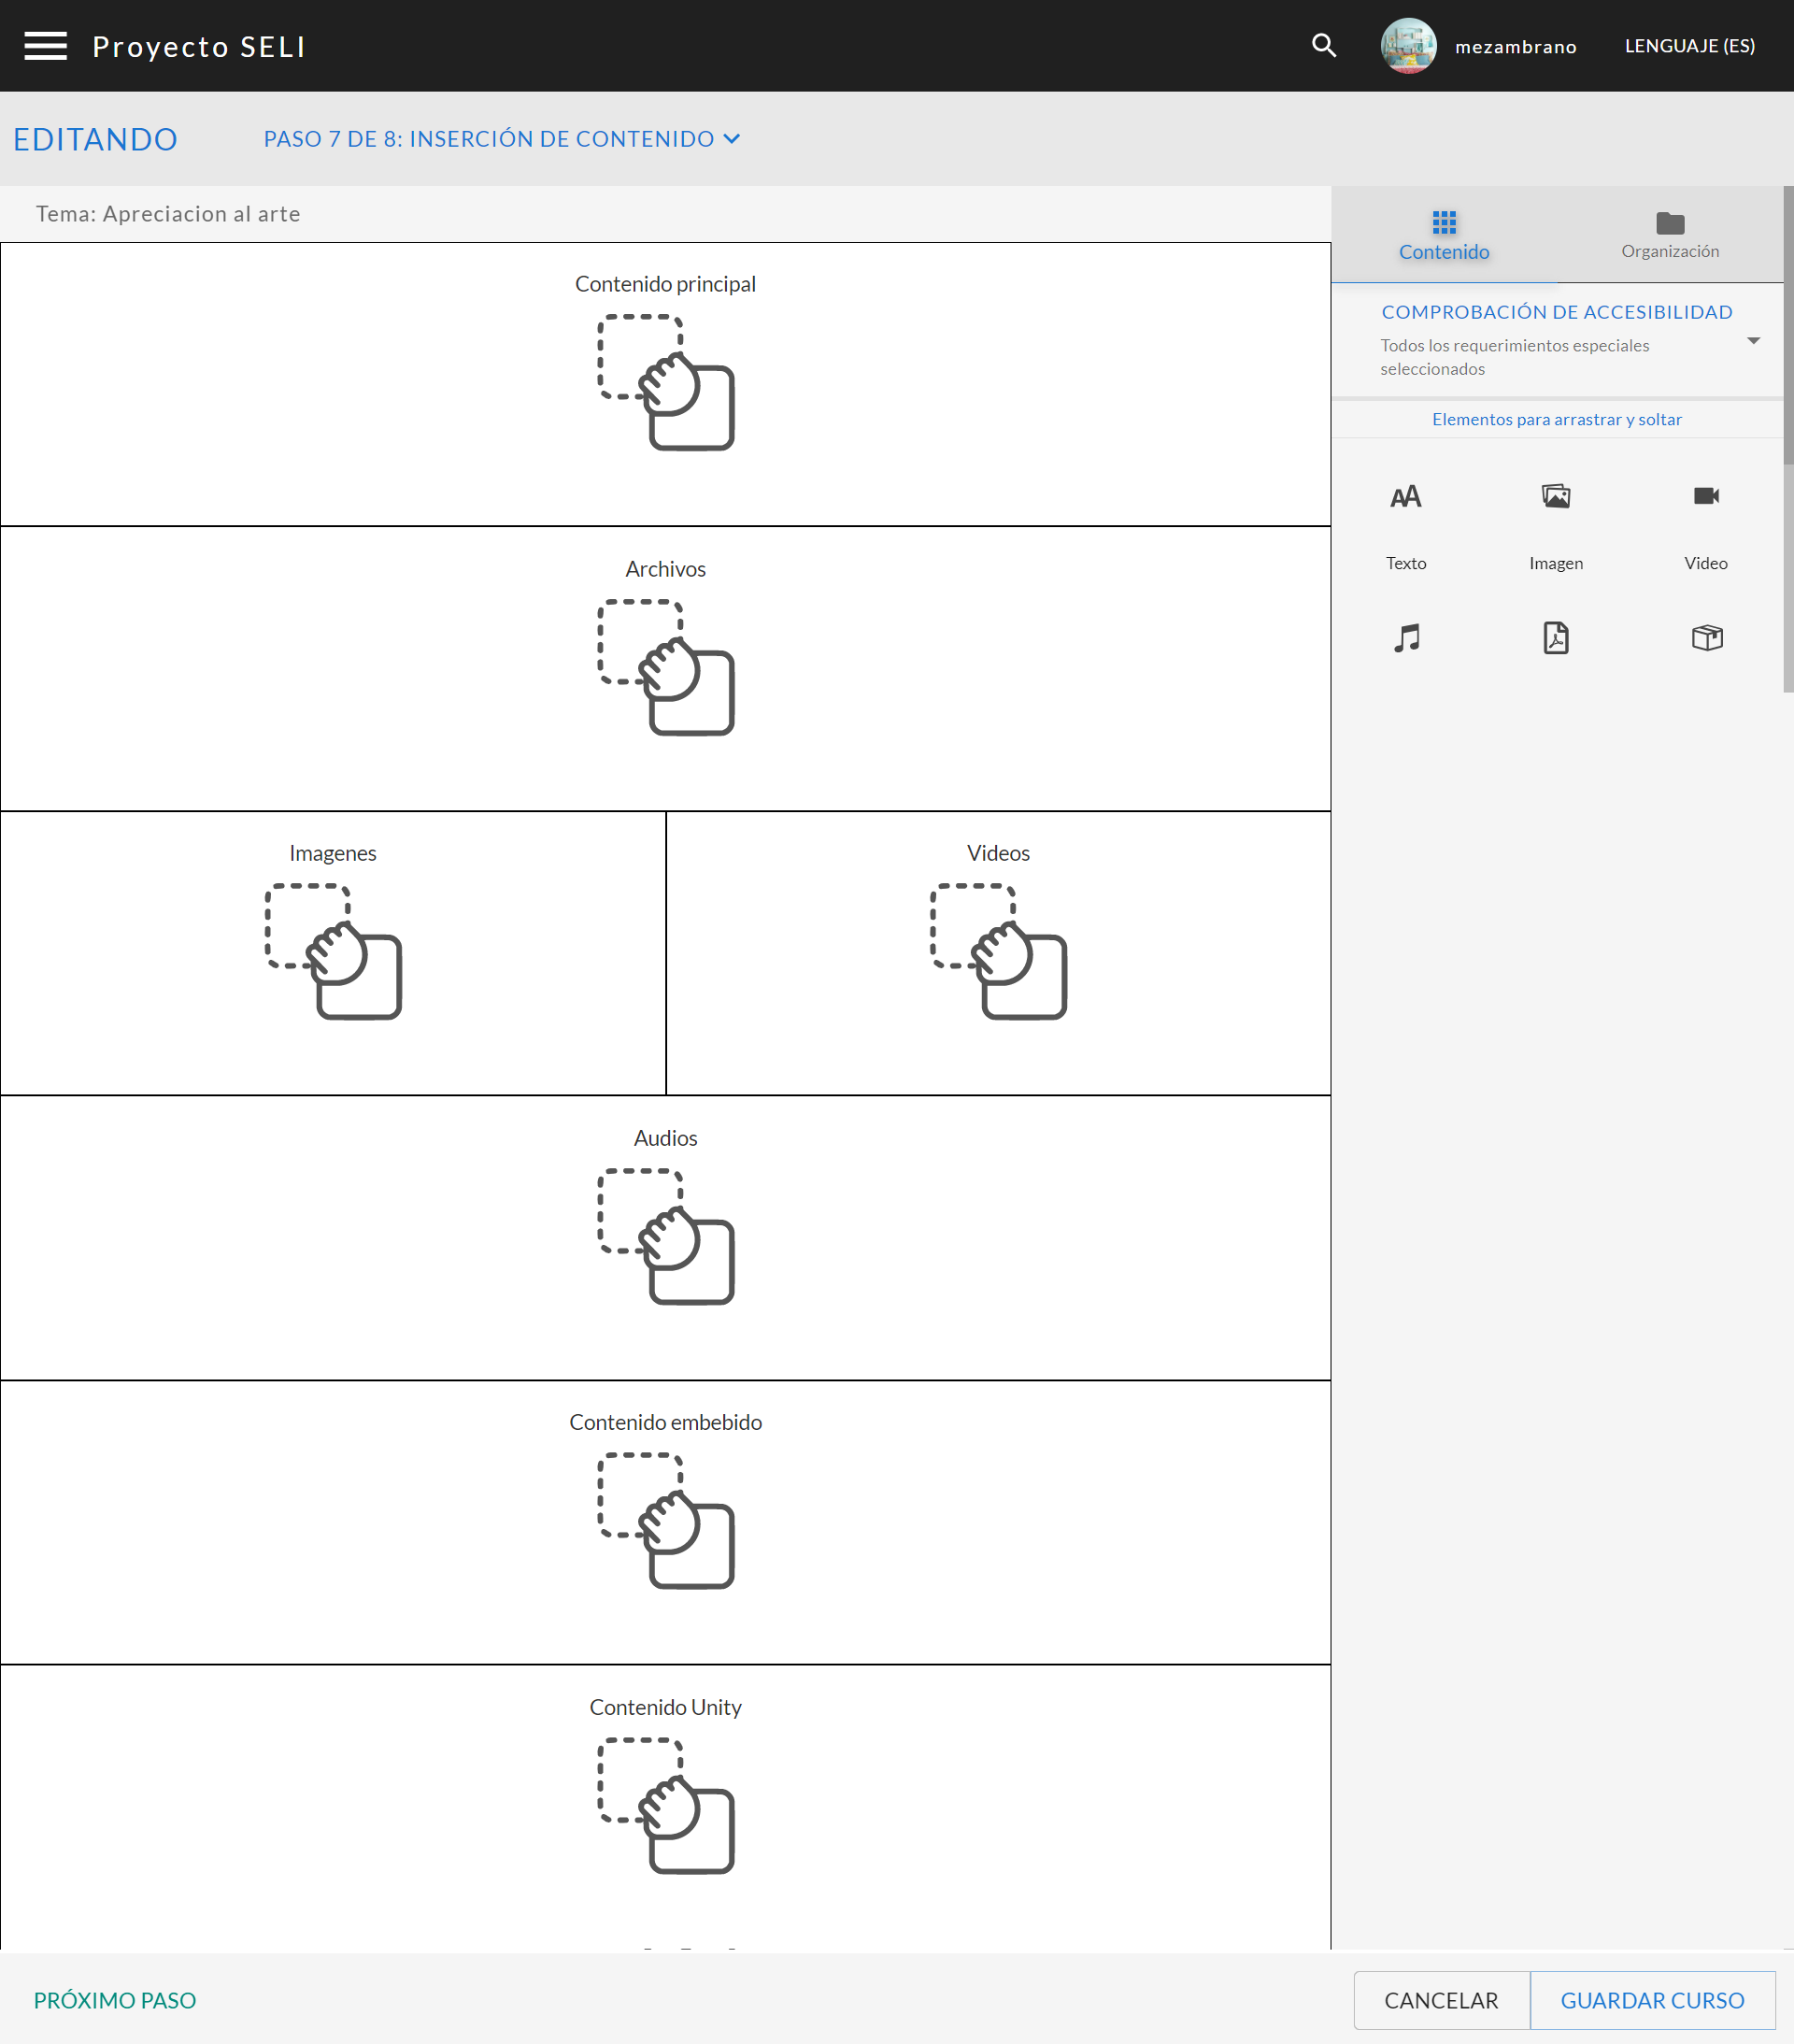 Proyecto SELI
mezambrano
LENGUAJE (ES)
EDITANDO
PASO 7 DE 8: INSERCIÓN DE CONTENIDO
Tema: Apreciacion al arte
Contenido principal
Archivos
Imagenes
Videos
Audios
Contenido embebido
Contenido Unity
Contenido
Organización
COMPROBACIÓN DE ACCESIBILIDAD
Todos los requerimientos especiales
seleccionados
Elementos para arrastrar y soltar
Texto
Imagen
Video
PRÓXIMO PASO
CANCELAR
GUARDAR CURSO